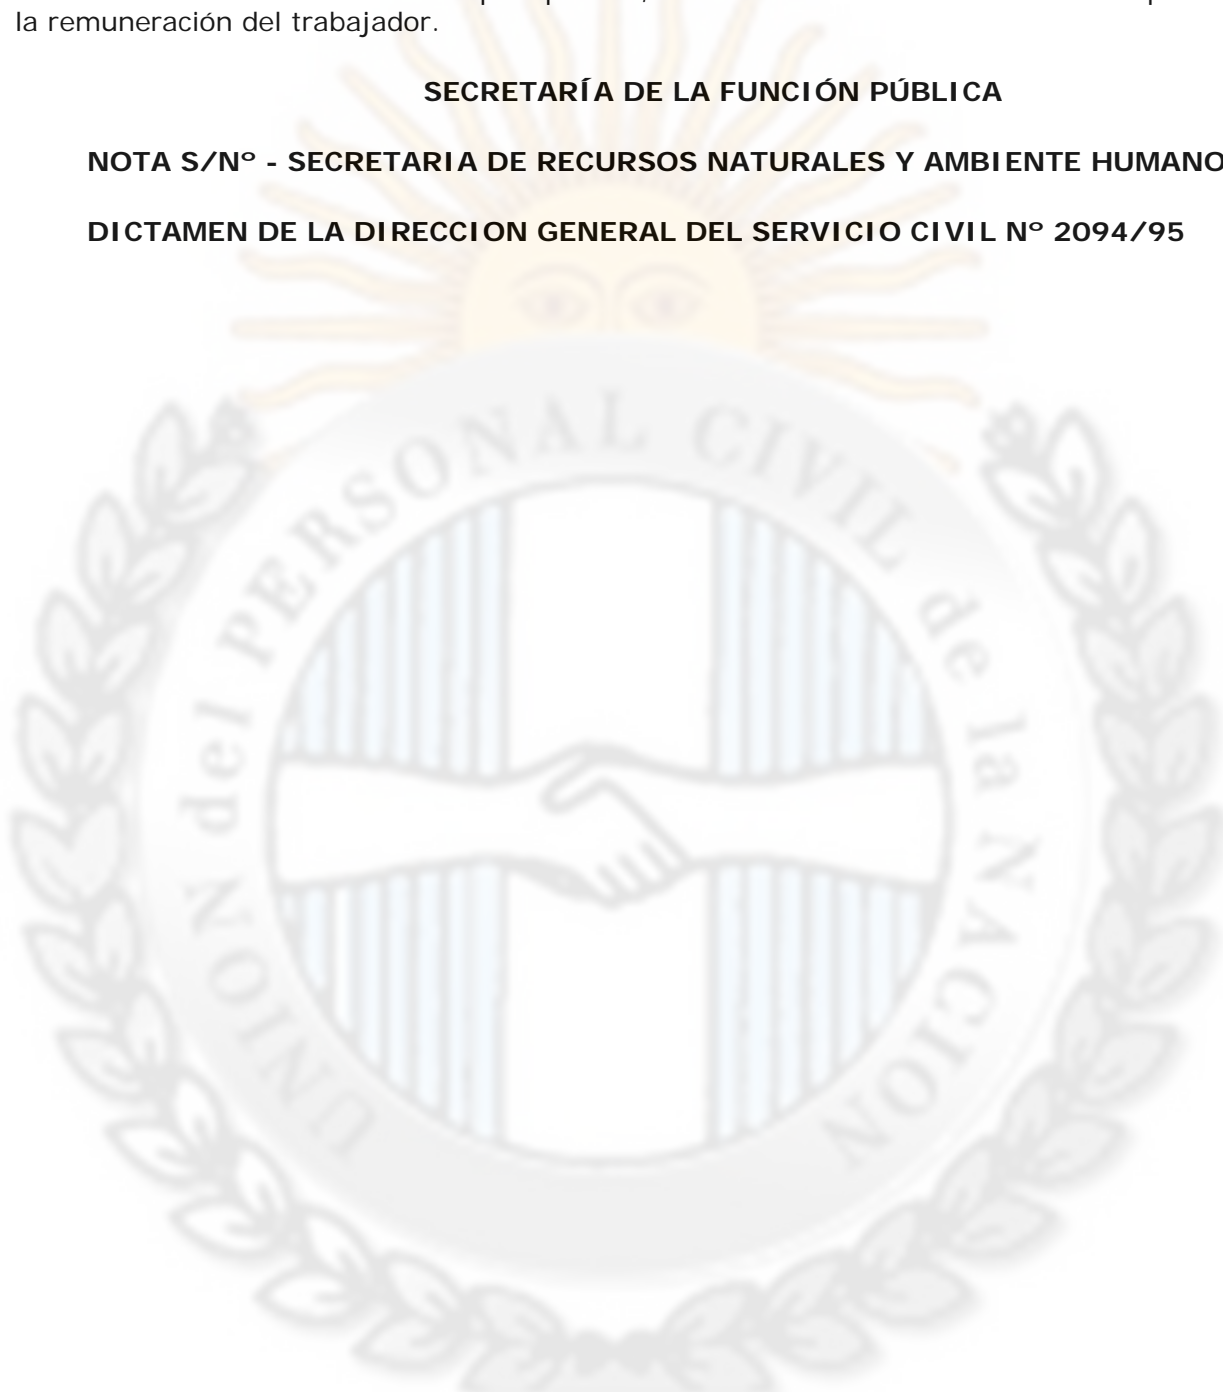 la remuneración del trabajador.
SECRETARÍA DE LA FUNCIÓN PÚBLICA
NOTA S/Nº - SECRETARIA DE RECURSOS NATURALES Y AMBIENTE HUMANO
DICTAMEN DE LA DIRECCION GENERAL DEL SERVICIO CIVIL Nº 2094/95
UNION del PERSONAL CIVIL de la NACION